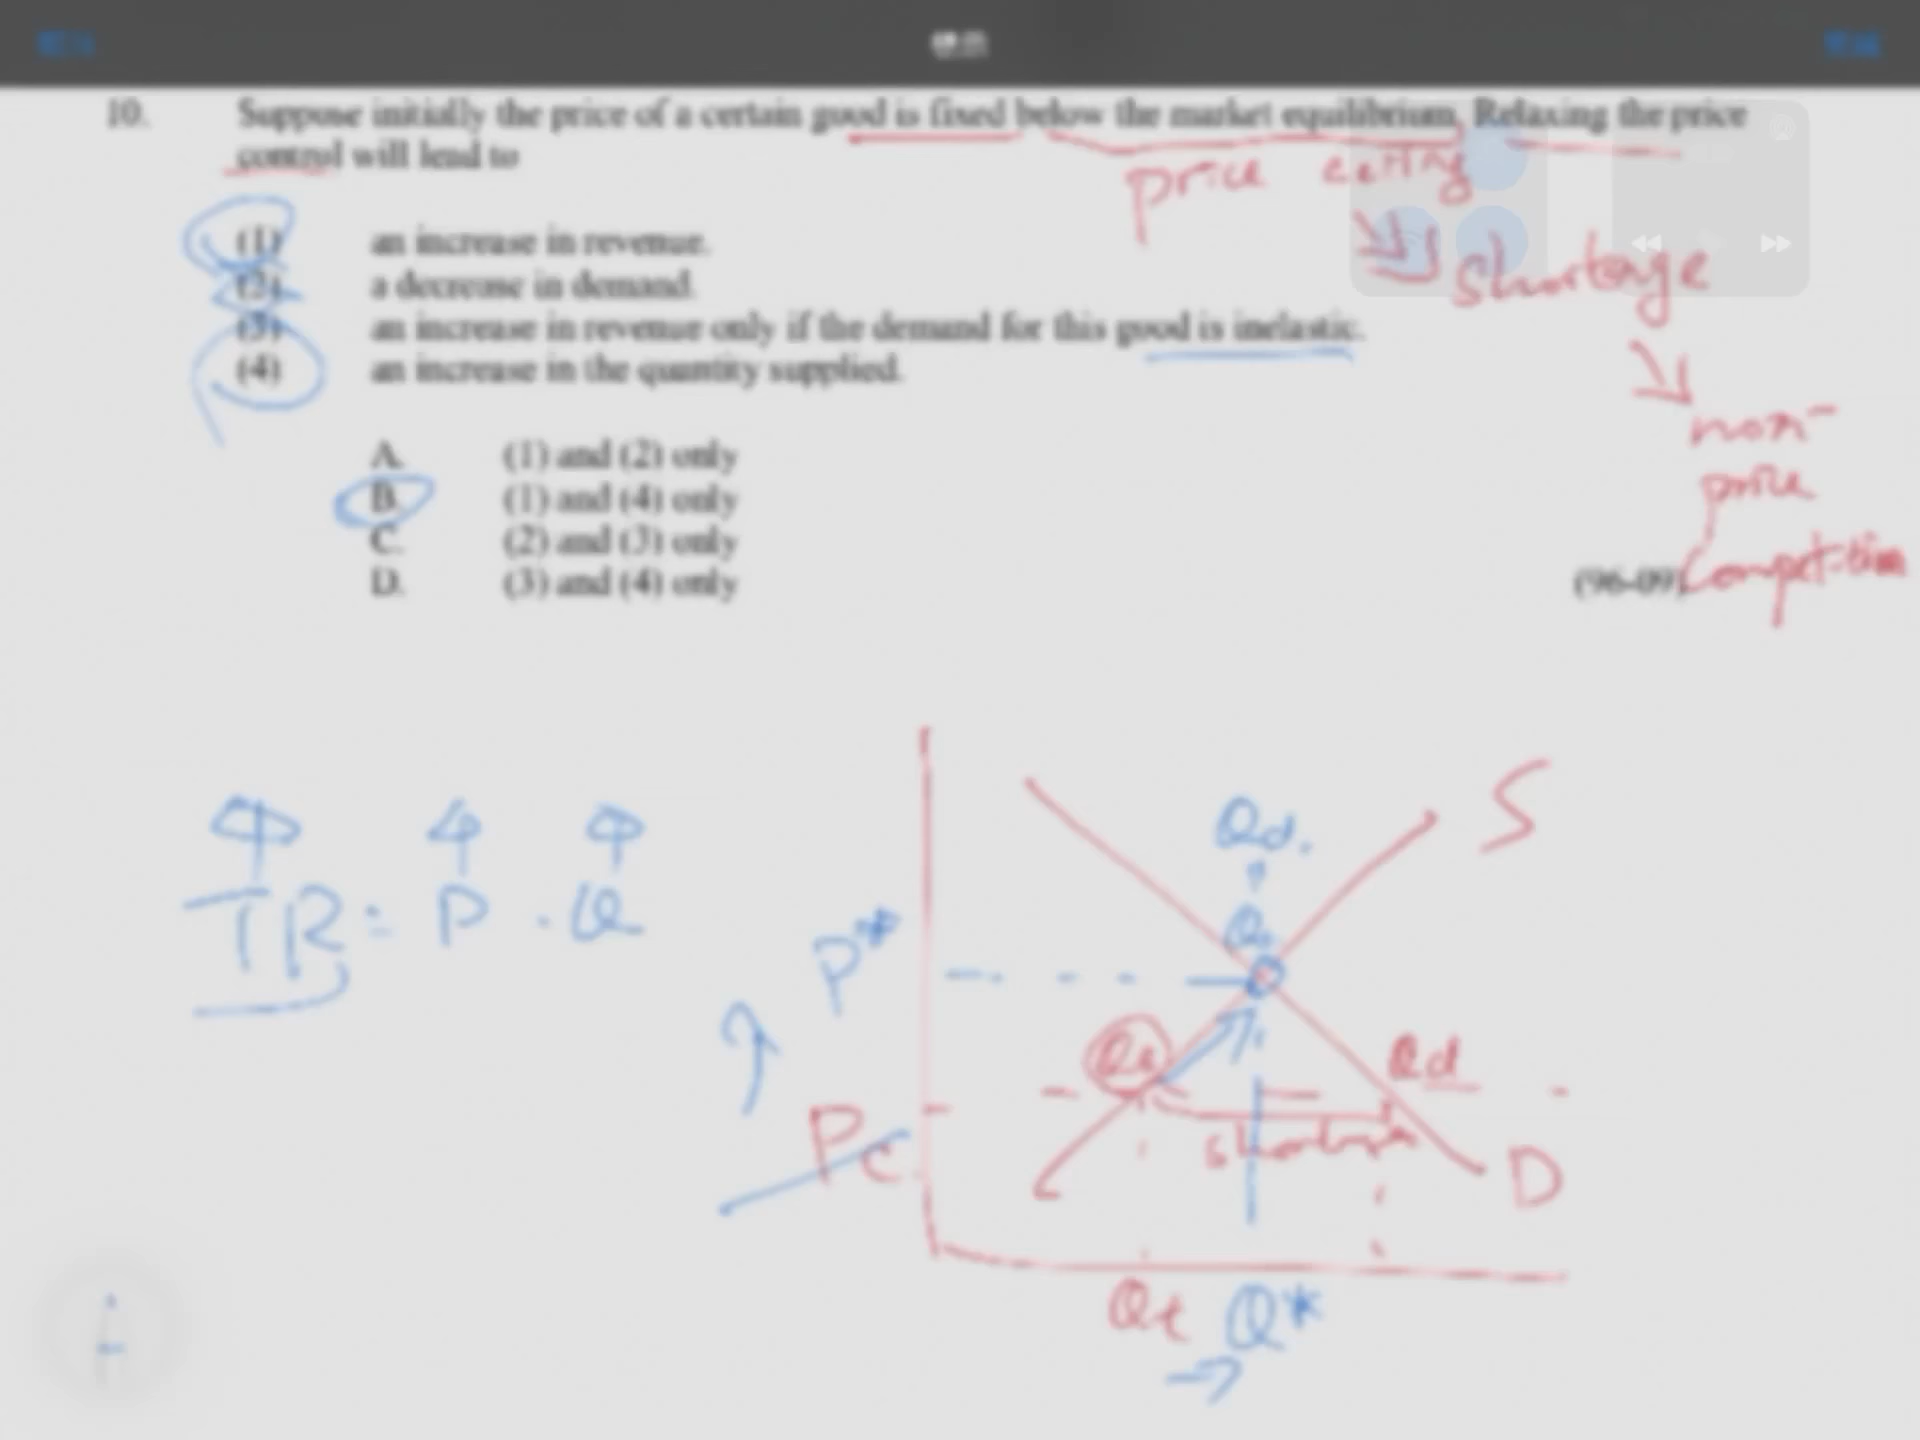 10. Suppose initially the price of a certain good is fixed below the market equilibrium. Relaxing the price
control will lend to
price ceiling
(1) an increase in revenue.
shortage
(2) a decrease in demand.
(3) an increase in revenue only if the demand for this good is inelastic.
(4) an increase in the quantity supplied.
non-
price
competition
A. (1) and (2) only
B. (1) and (4) only
C. (2) and (3) only
D. (3) and (4) only
(96-09)
S
Qd.
TR = P . Q
P*
Qs
Qd
Pc
shortage
D
Qt Q*